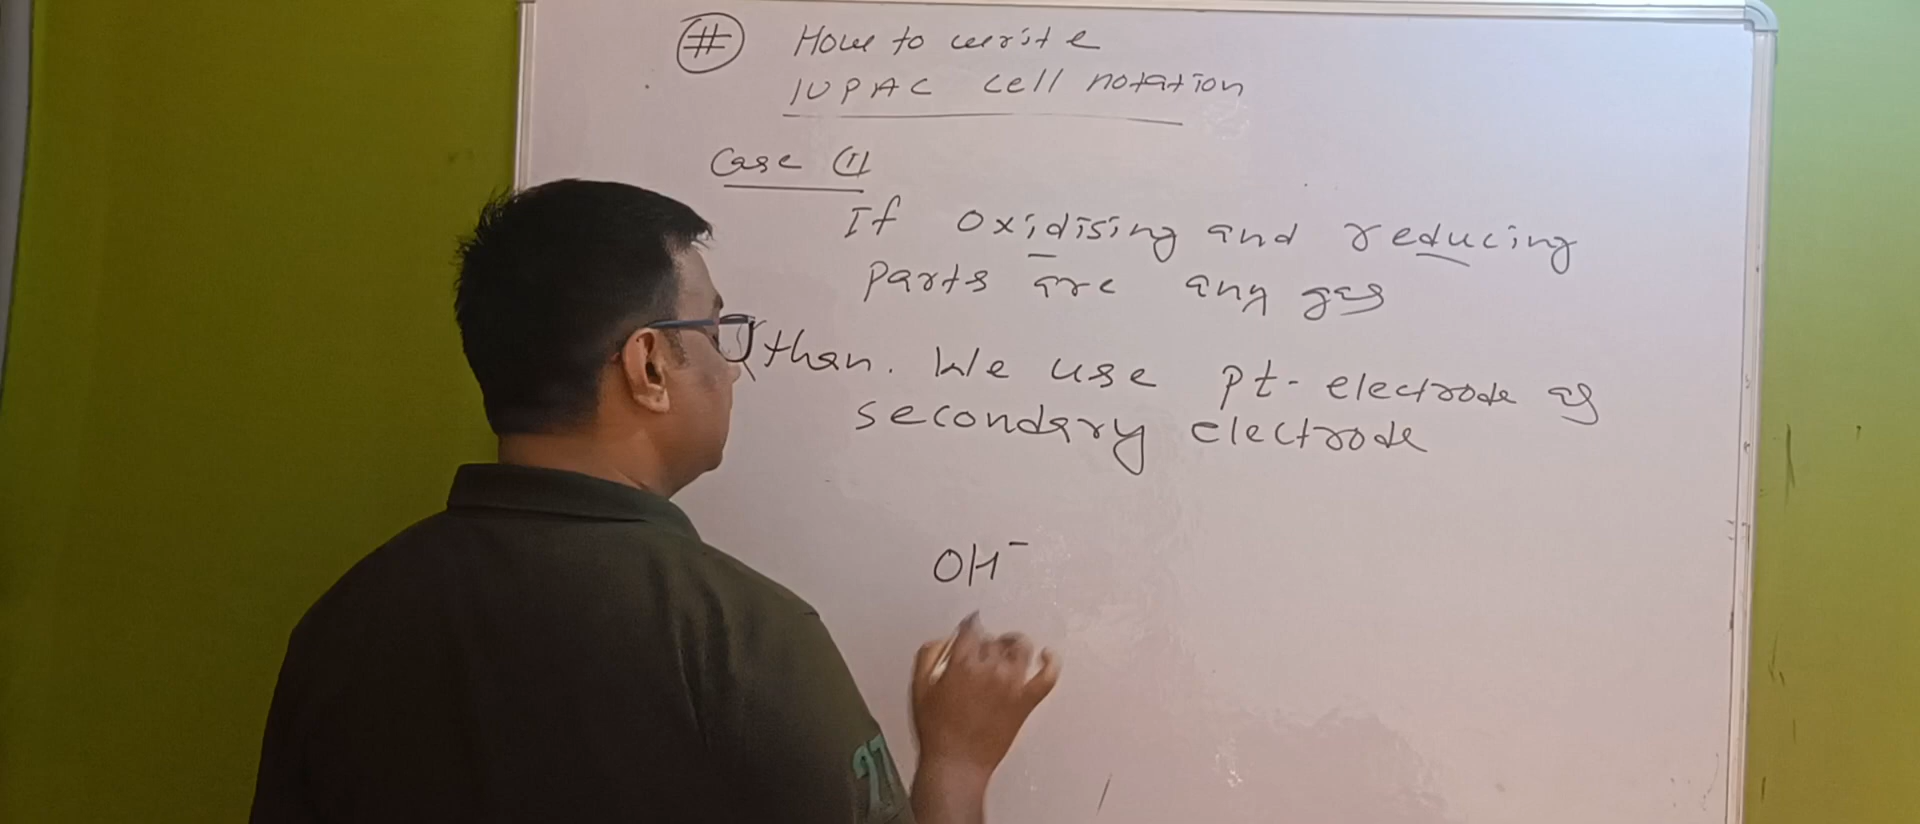 # How to write
IUPAC cell notation
Case (1)
If oxidising and reducing
parts are any gas
than. We use pt- electrode as
secondary electrode
OH⁻
27